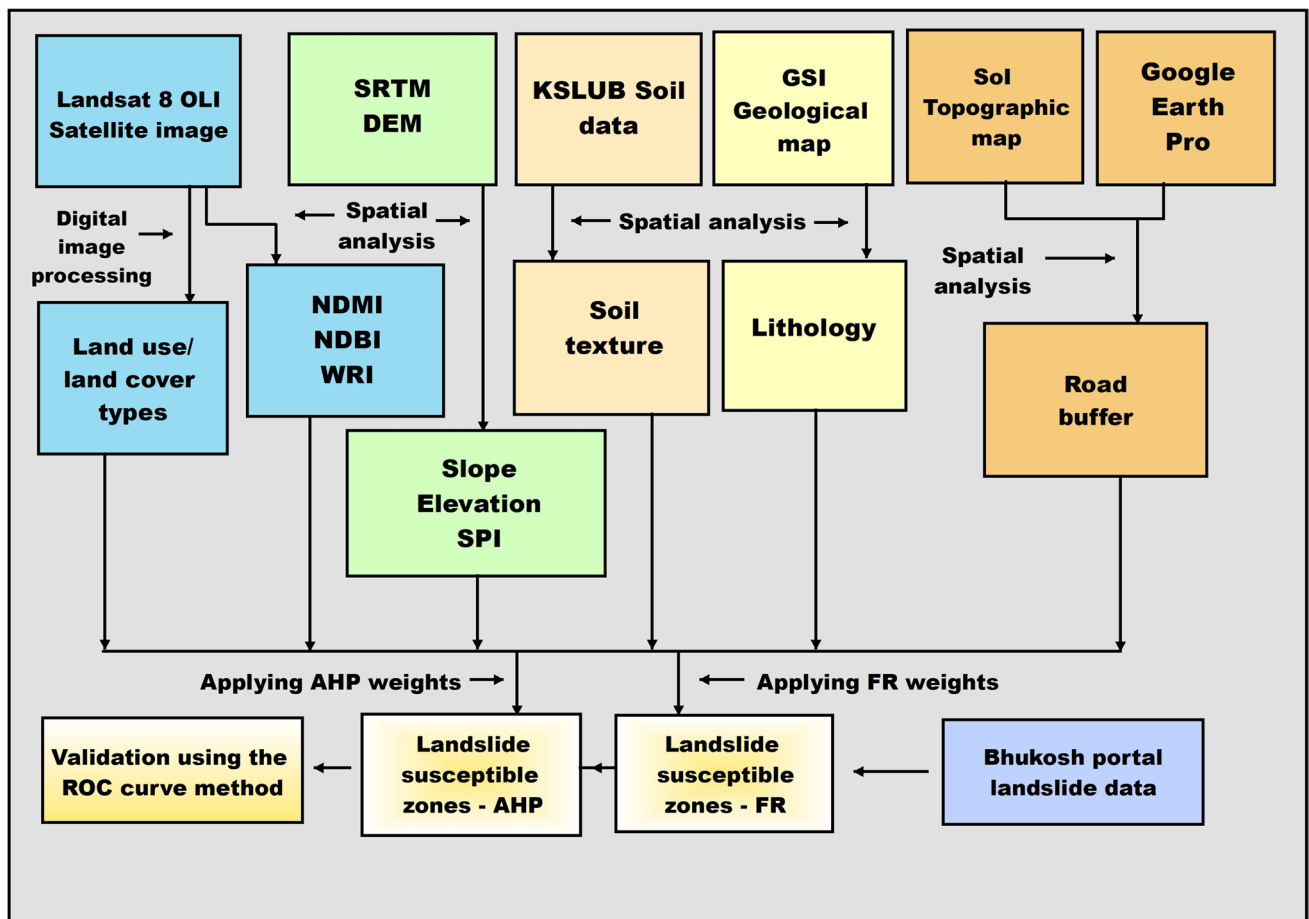 Landsat 8 OLI
Satellite image
SRTM
DEM
KSLUB Soil
data
GSI
Geological
map
SoI
Topographic
map
Google
Earth
Pro
Digital
image
processing
Spatial
analysis
Spatial analysis
Spatial
analysis
Land use/
land cover
types
NDMI
NDBI
WRI
Soil
texture
Lithology
Road
buffer
Slope
Elevation
SPI
Applying AHP weights
Applying FR weights
Validation using the
ROC curve method
Landslide
susceptible
zones - AHP
Landslide
susceptible
zones - FR
Bhukosh portal
landslide data